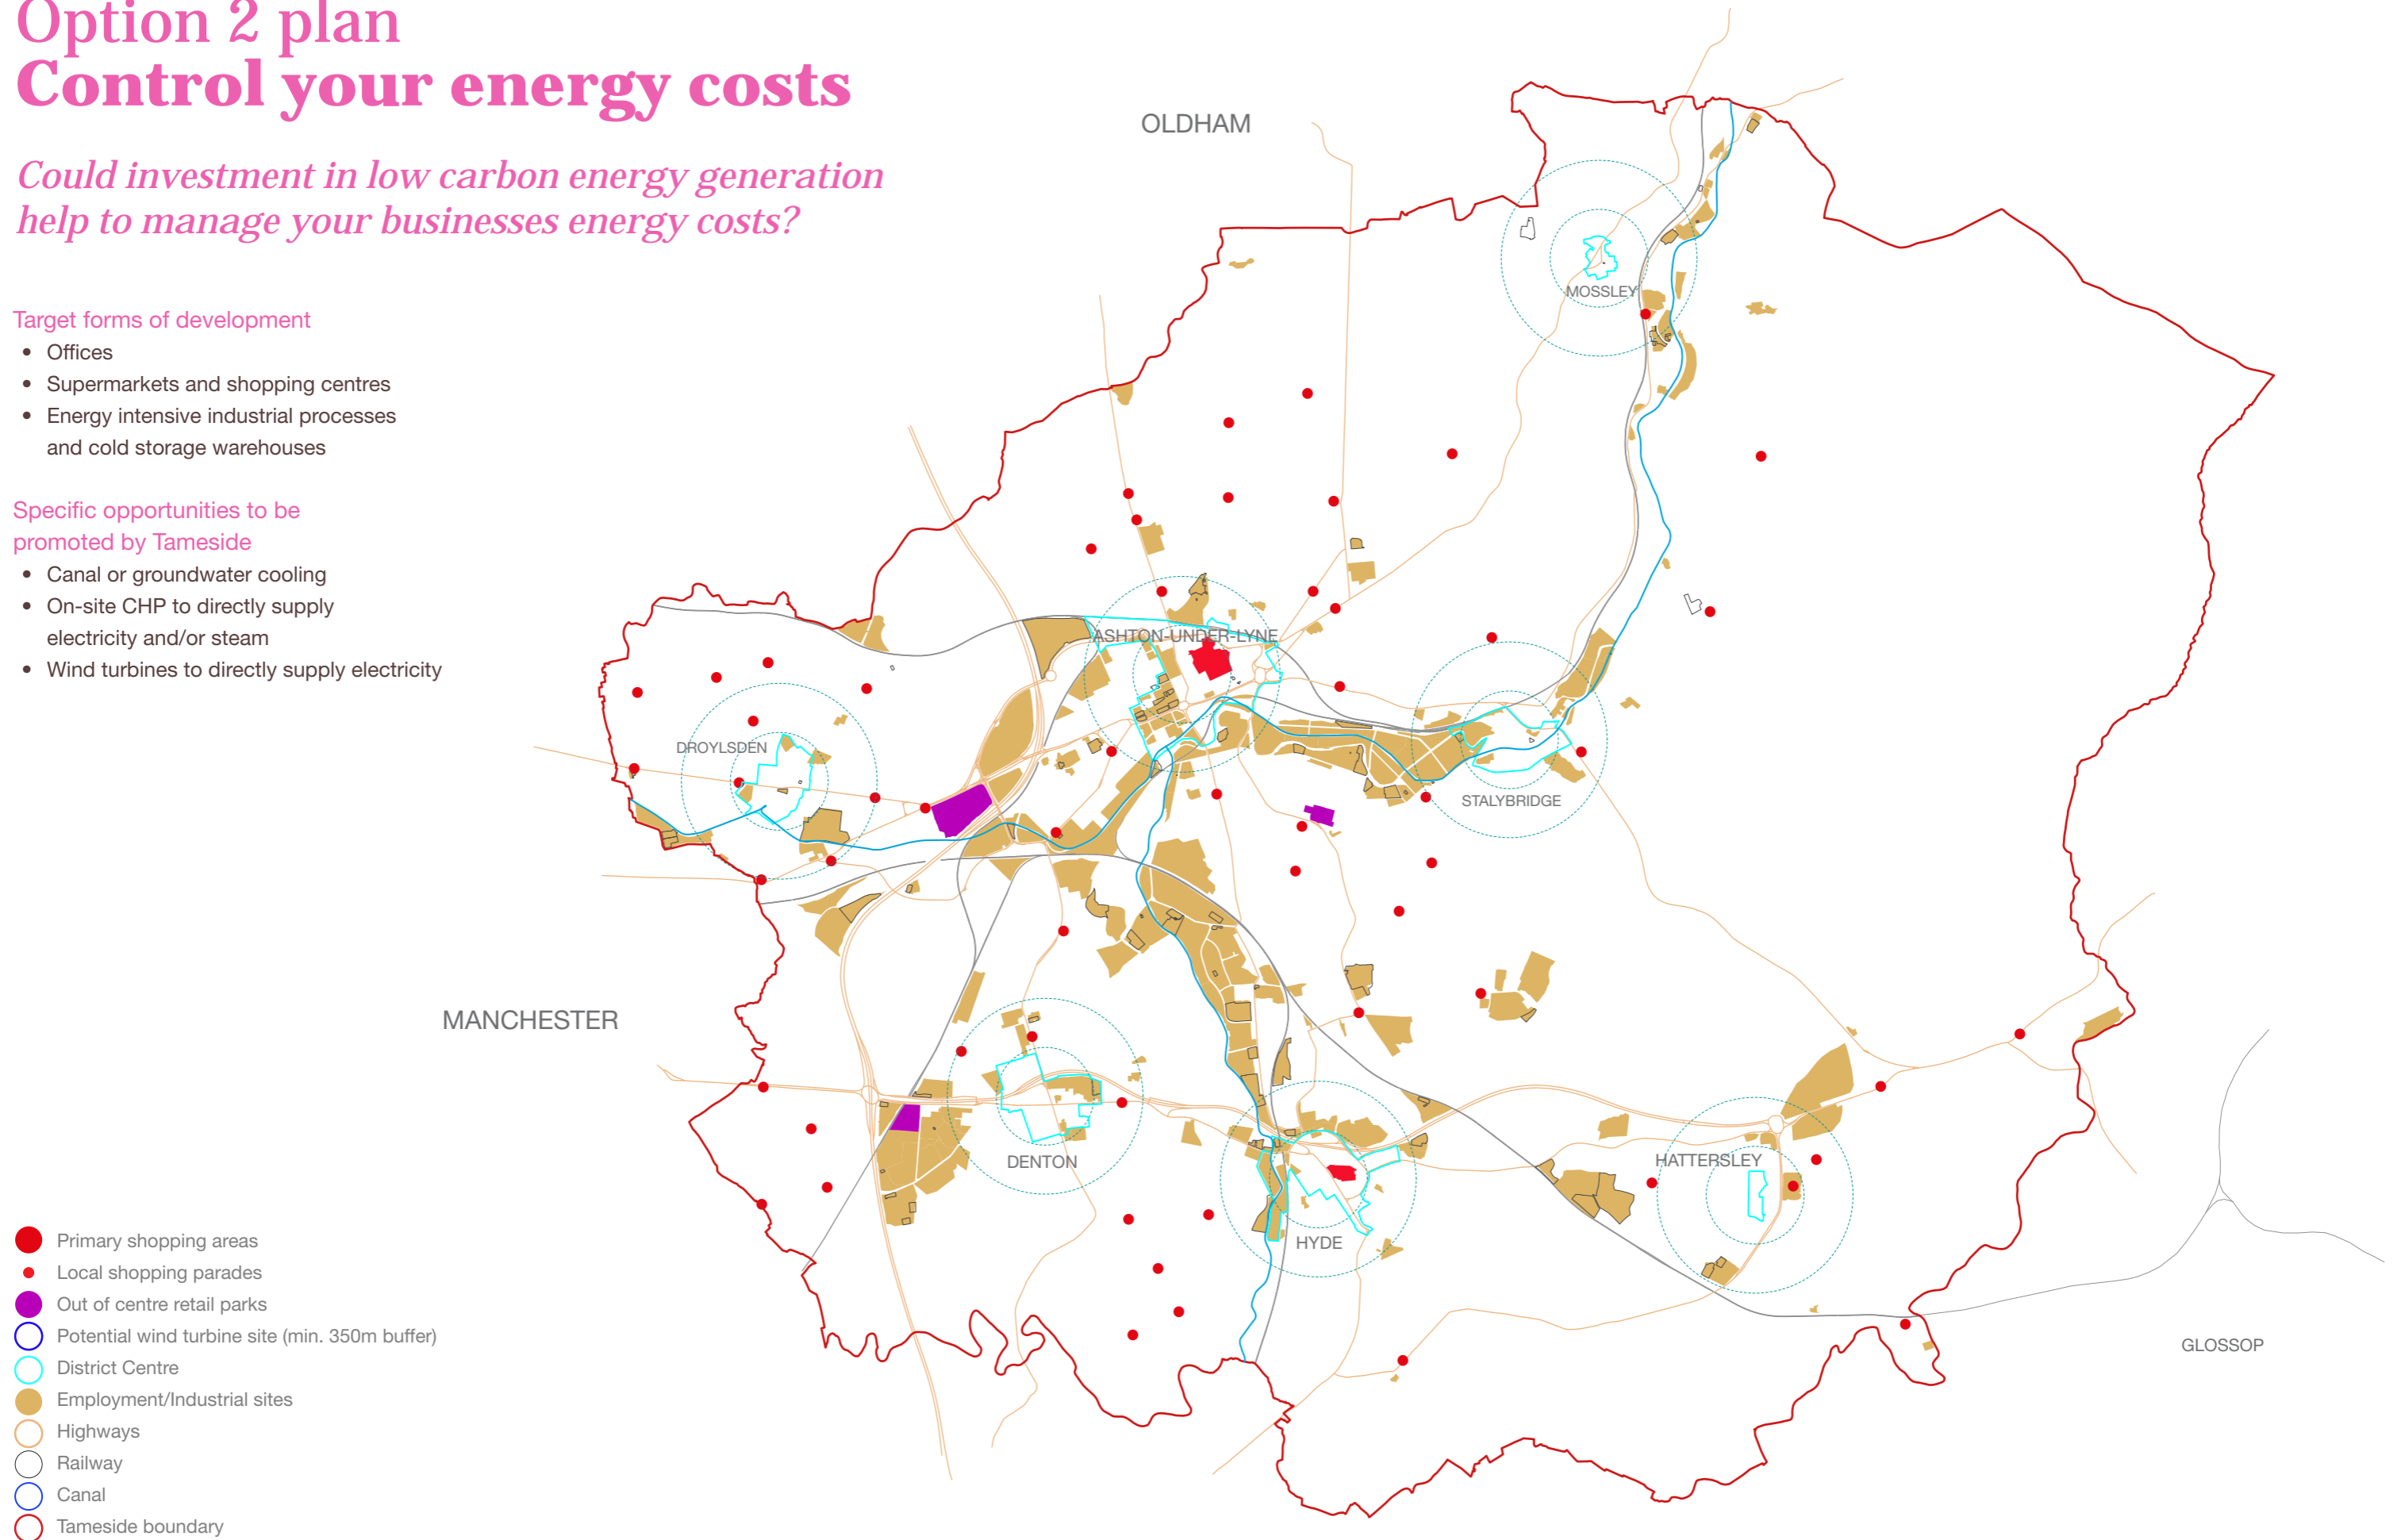 Option 2 plan
Control your energy costs
Could investment in low carbon energy generation
help to manage your businesses energy costs?
Target forms of development
• Offices
• Supermarkets and shopping centres
• Energy intensive industrial processes
and cold storage warehouses
Specific opportunities to be
promoted by Tameside
• Canal or groundwater cooling
• On-site CHP to directly supply
electricity and/or steam
• Wind turbines to directly supply electricity
OLDHAM
MOSSLEY
ASHTON-UNDER-LYNE
DROYLSDEN
STALYBRIDGE
MANCHESTER
DENTON
HATTERSLEY
HYDE
GLOSSOP
Primary shopping areas
Local shopping parades
Out of centre retail parks
Potential wind turbine site (min. 350m buffer)
District Centre
Employment/Industrial sites
Highways
Railway
Canal
Tameside boundary